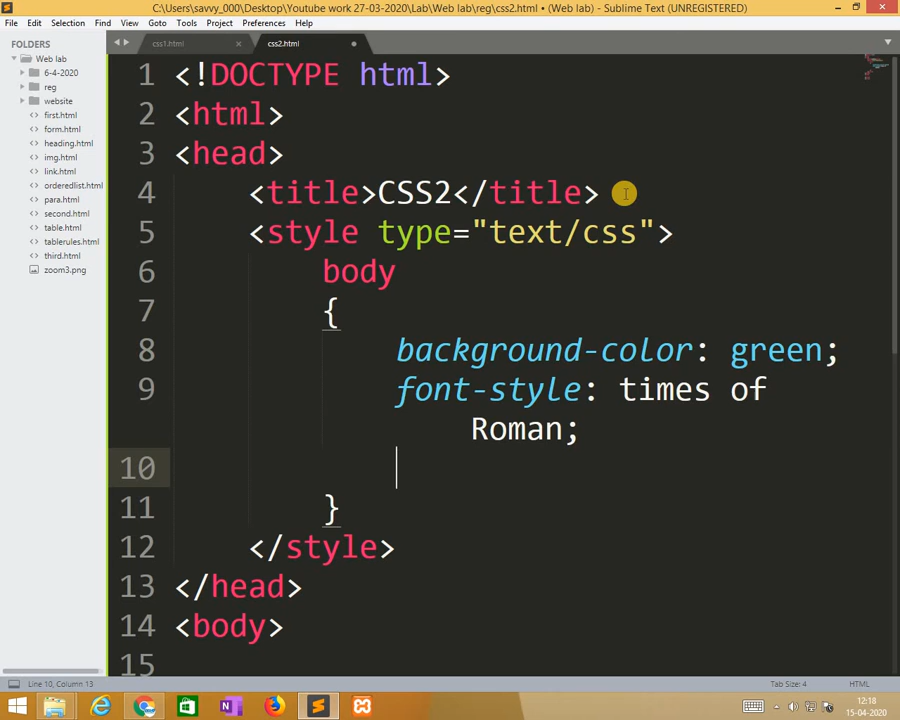 C:\Users\savvy_000\Desktop\Youtube work 27-03-2020\Lab\Web lab\reg\css2.html • (Web lab) - Sublime Text (UNREGISTERED)
File Edit Selection Find View Goto Tools Project Preferences Help
FOLDERS
Web lab
6-4-2020
reg
website
first.html
form.html
heading.html
img.html
link.html
orderedlist.html
para.html
second.html
table.html
tablerules.html
third.html
zoom3.png
css1.html × css2.html •
1 <!DOCTYPE html>
2 <html>
3 <head>
4 <title>CSS2</title>
5 <style type="text/css">
6 body
7 {
8 background-color: green;
9 font-style: times of
Roman;
10
11 }
12 </style>
13 </head>
14 <body>
15
Line 10, Column 13 Tab Size: 4 HTML
12:18
15-04-2020